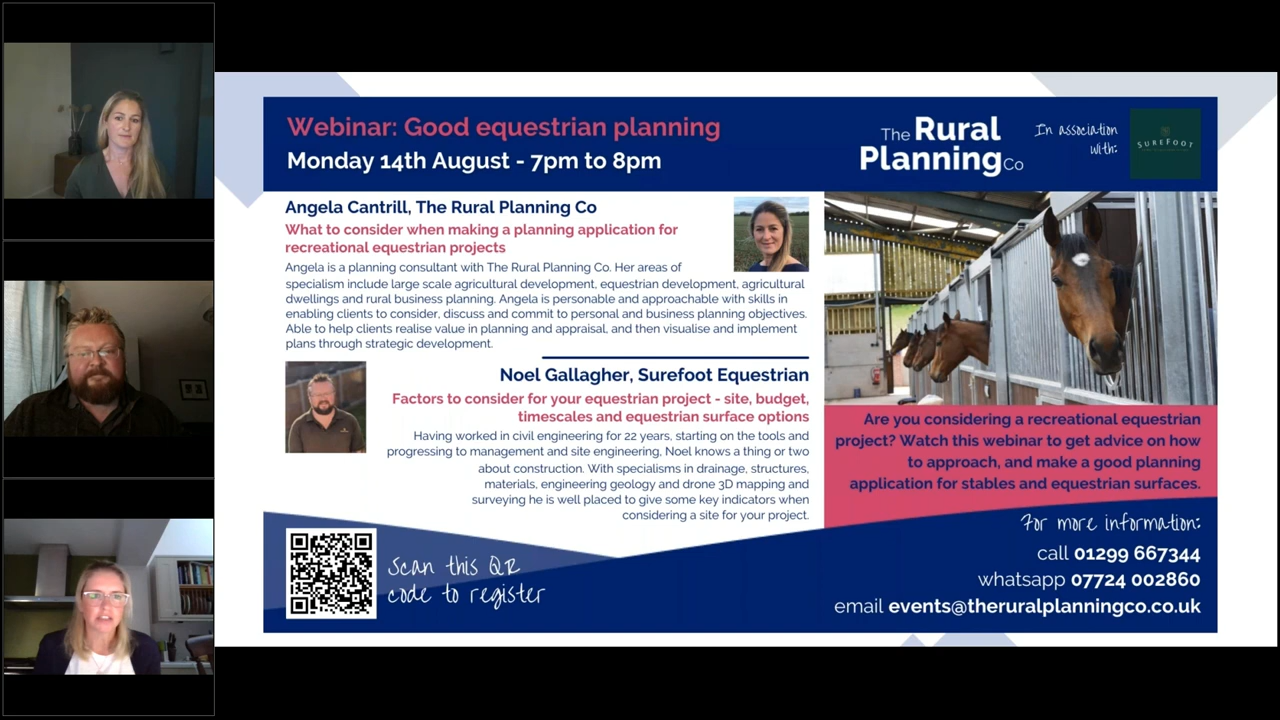 Webinar: Good equestrian planning
Monday 14th August - 7pm to 8pm
The Rural
Planning Co
In association
with:
SUREFOOT
Angela Cantrill, The Rural Planning Co
What to consider when making a planning application for
recreational equestrian projects
Angela is a planning consultant with The Rural Planning Co. Her areas of
specialism include large scale agricultural development, equestrian development, agricultural
dwellings and rural business planning. Angela is personable and approachable with skills in
enabling clients to consider, discuss and commit to personal and business planning objectives.
Able to help clients realise value in planning and appraisal, and then visualise and implement
plans through strategic development.
Noel Gallagher, Surefoot Equestrian
Factors to consider for your equestrian project - site, budget,
timescales and equestrian surface options
Having worked in civil engineering for 22 years, starting on the tools and
progressing to management and site engineering, Noel knows a thing or two
about construction. With specialisms in drainage, structures,
materials, engineering geology and drone 3D mapping and
surveying he is well placed to give some key indicators when
considering a site for your project.
Are you considering a recreational equestrian
project? Watch this webinar to get advice on how
to approach, and make a good planning
application for stables and equestrian surfaces.
Scan this QR
code to register
For more information:
call 01299 667344
whatsapp 07724 002860
email events@theruralplanningco.co.uk